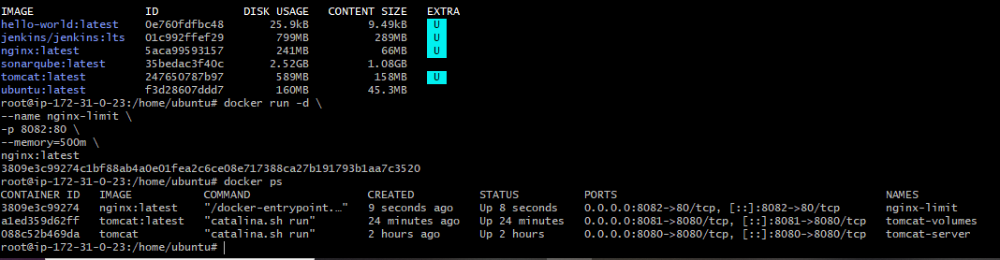 IMAGE ID DISK USAGE CONTENT SIZE EXTRA
hello-world:latest 0e760fdfbc48 25.9kB 9.49kB U
jenkins/jenkins:lts 01c992ffef29 799MB 289MB U
nginx:latest 5aca99593157 241MB 66MB U
sonarqube:latest 35bedac3f40c 2.52GB 1.08GB
tomcat:latest 247650787b97 589MB 158MB U
ubuntu:latest f3d28607ddd7 160MB 45.3MB
root@ip-172-31-0-23:/home/ubuntu# docker run -d \
--name nginx-limit \
-p 8082:80 \
--memory=500m \
nginx:latest
3809e3c99274c1bf88ab4a0e01fea2c6ce08e717388ca27b191793b1aa7c3520
root@ip-172-31-0-23:/home/ubuntu# docker ps
CONTAINER ID IMAGE COMMAND CREATED STATUS PORTS NAMES
3809e3c99274 nginx:latest "/docker-entrypoint.…" 9 seconds ago Up 8 seconds 0.0.0.0:8082->80/tcp, [::]:8082->80/tcp nginx-limit
a1ed359d62ff tomcat:latest "catalina.sh run" 24 minutes ago Up 24 minutes 0.0.0.0:8081->8080/tcp, [::]:8081->8080/tcp tomcat-volumes
088c52b469da tomcat "catalina.sh run" 2 hours ago Up 2 hours 0.0.0.0:8080->8080/tcp, [::]:8080->8080/tcp tomcat-server
root@ip-172-31-0-23:/home/ubuntu#